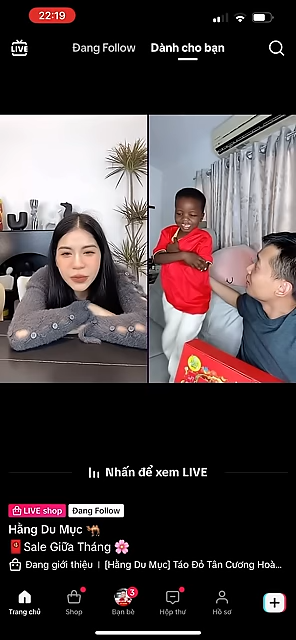 22:19
LIVE
Đang Follow
Dành cho bạn
Nhấn để xem LIVE
LIVE shop
Đang Follow
Hằng Du Mục 🐪
🧧Sale Giữa Tháng 🌸
Đang giới thiệu | [Hằng Du Mục] Táo Đỏ Tân Cương Hoà...
Trang chủ
Shop
Bạn bè
3
Hộp thư
Hồ sơ